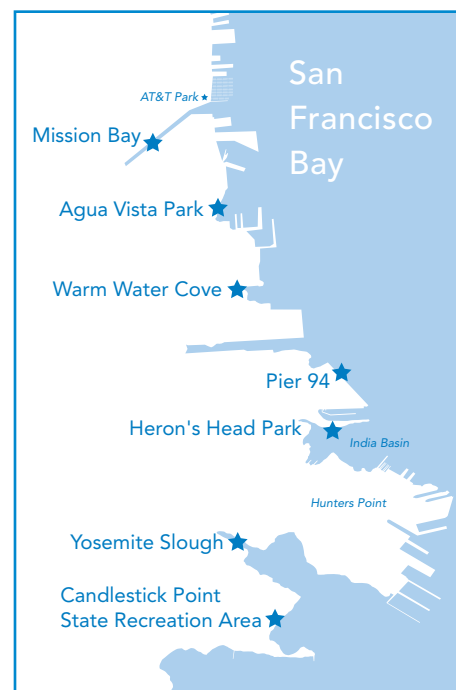 San
Francisco
Bay
AT&T Park
Mission Bay
Agua Vista Park
Warm Water Cove
Pier 94
Heron's Head Park
India Basin
Hunters Point
Yosemite Slough
Candlestick Point
State Recreation Area